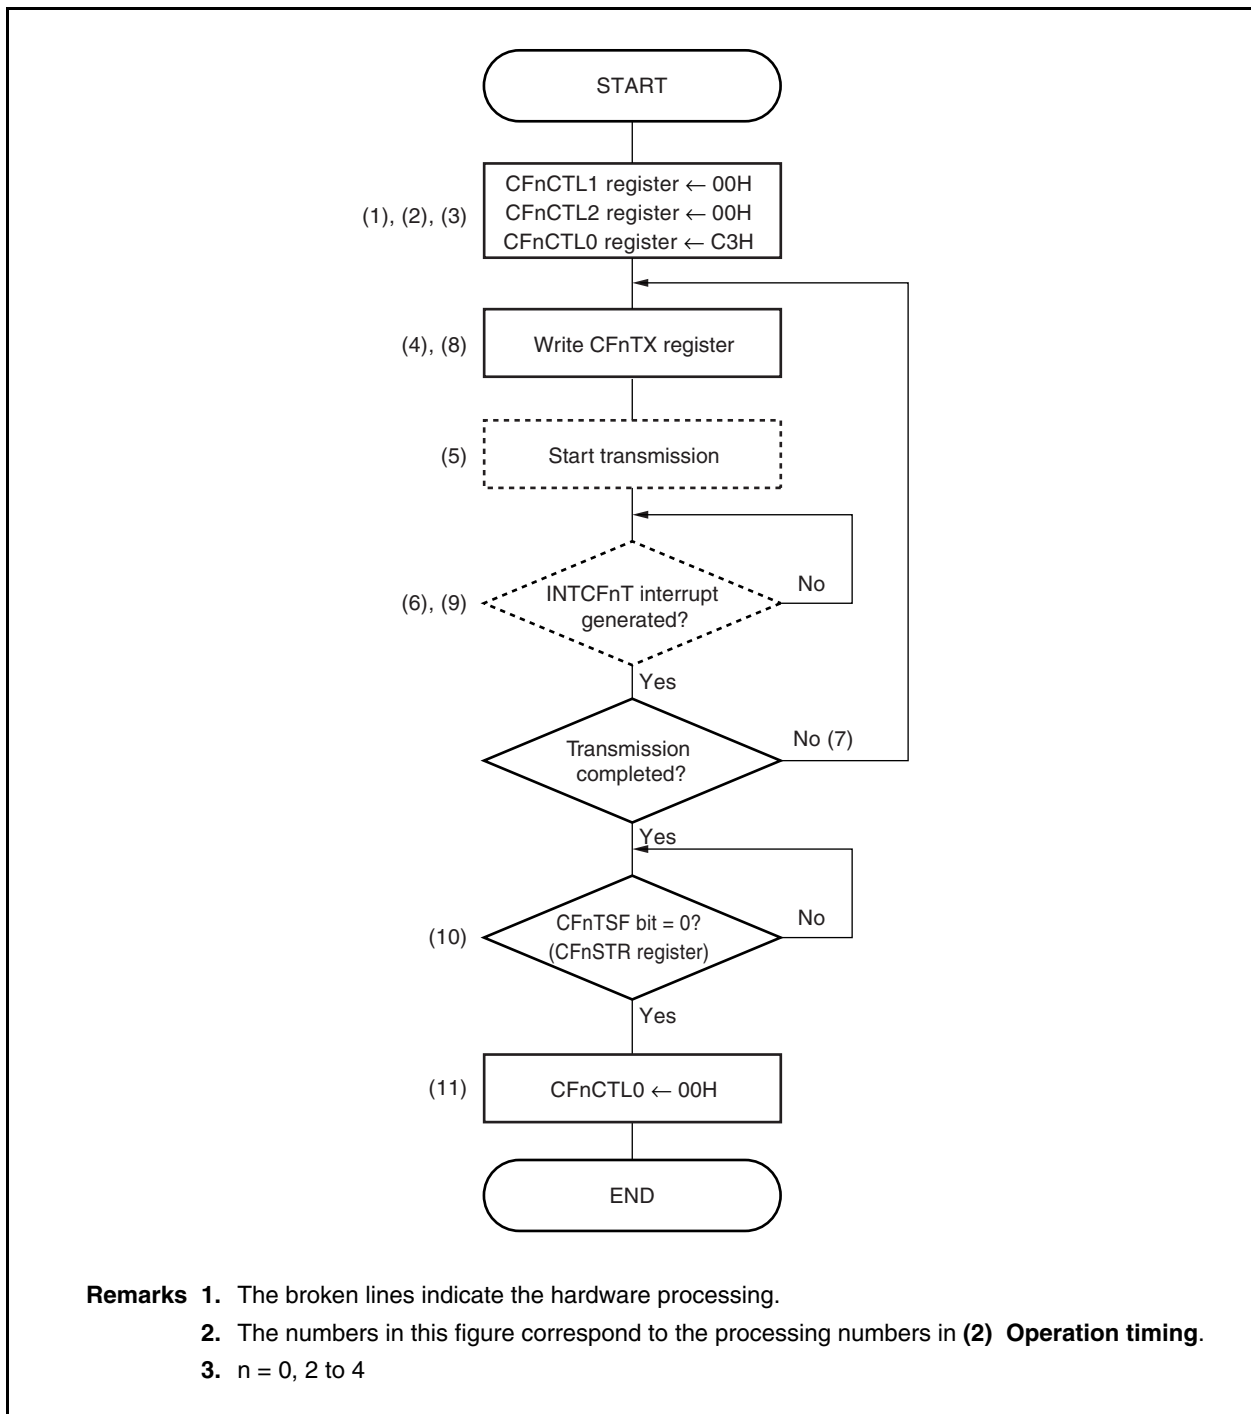 START
(1), (2), (3)
CFnCTL1 register ← 00H
CFnCTL2 register ← 00H
CFnCTL0 register ← C3H
(4), (8)
Write CFnTX register
(5)
Start transmission
(6), (9)
INTCFnT interrupt
generated?
No
Yes
Transmission
completed?
No (7)
Yes
(10)
CFnTSF bit = 0?
(CFnSTR register)
No
Yes
(11)
CFnCTL0 ← 00H
END
Remarks 1. The broken lines indicate the hardware processing.
2. The numbers in this figure correspond to the processing numbers in (2) Operation timing.
3. n = 0, 2 to 4